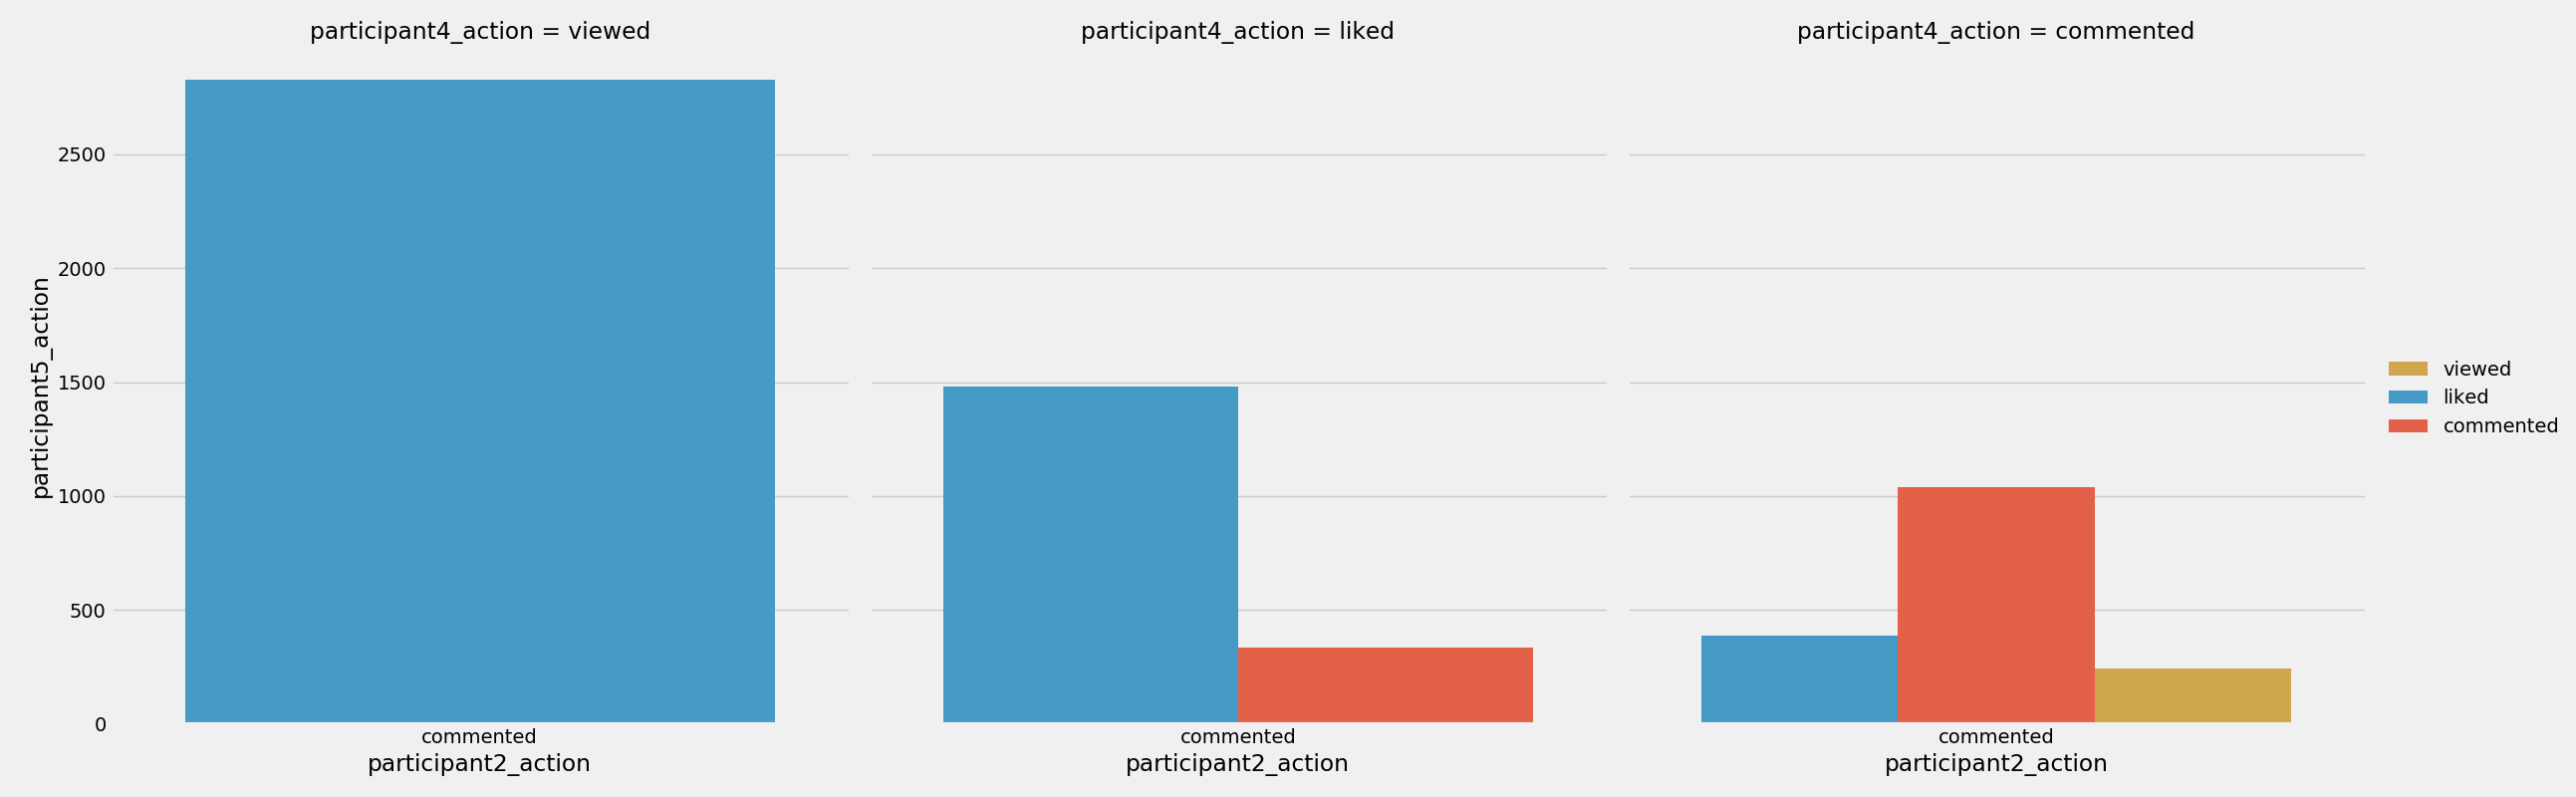 participant4_action = viewed
participant4_action = liked
participant4_action = commented
participant5_action
2500
2000
1500
1000
500
0
commented
commented
commented
participant2_action
participant2_action
participant2_action
viewed
liked
commented